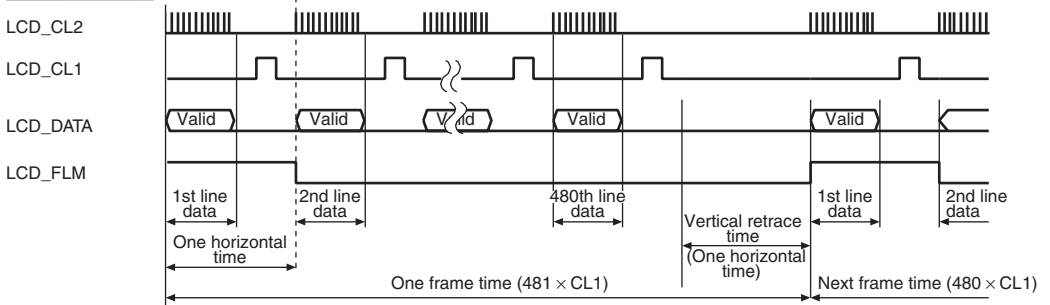 LCD_CL2
LCD_CL1
LCD_DATA
Valid
Valid
Valid
Valid
Valid
LCD_FLM
1st line
data
2nd line
data
480th line
data
1st line
data
2nd line
data
One horizontal
time
Vertical retrace
time
(One horizontal
time)
One frame time (481 × CL1)
Next frame time (480 × CL1)